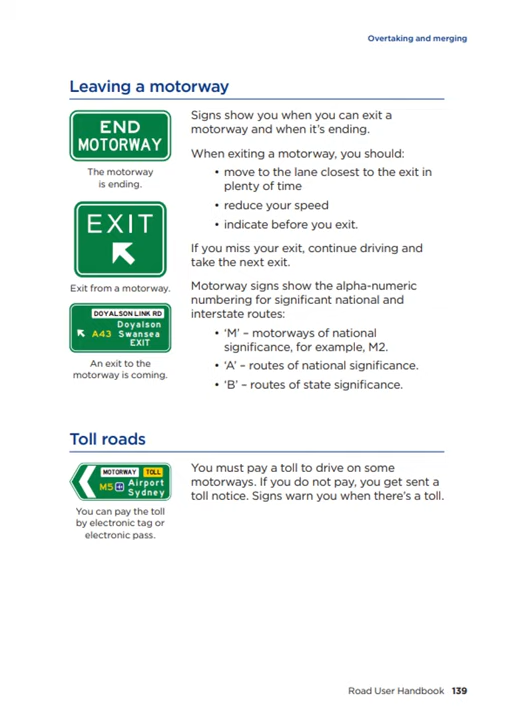 Overtaking and merging
Leaving a motorway
END
MOTORWAY
The motorway
is ending.
EXIT
Exit from a motorway.
DOYALSON LINK RD
Doyalson
A43 Swansea
EXIT
An exit to the
motorway is coming.
Signs show you when you can exit a
motorway and when it's ending.
When exiting a motorway, you should:
• move to the lane closest to the exit in
plenty of time
• reduce your speed
• indicate before you exit.
If you miss your exit, continue driving and
take the next exit.
Motorway signs show the alpha-numeric
numbering for significant national and
interstate routes:
• ‘M’ – motorways of national
significance, for example, M2.
• ‘A’ – routes of national significance.
• ‘B’ – routes of state significance.
Toll roads
MOTORWAY TOLL
M5 Airport
Sydney
You can pay the toll
by electronic tag or
electronic pass.
You must pay a toll to drive on some
motorways. If you do not pay, you get sent a
toll notice. Signs warn you when there's a toll.
Road User Handbook 139